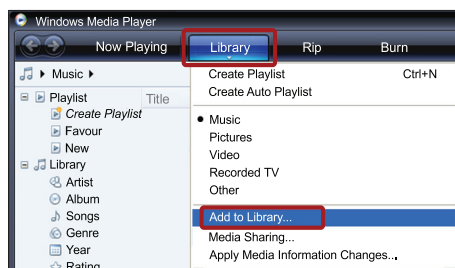 Windows Media Player
Now Playing Library Rip Burn
Music
Create Playlist Ctrl+N
Create Auto Playlist
Playlist Title
Create Playlist
Favour
New
Library
Artist
Album
Songs
Genre
Year
Rating
Music
Pictures
Video
Recorded TV
Other
Add to Library...
Media Sharing...
Apply Media Information Changes...